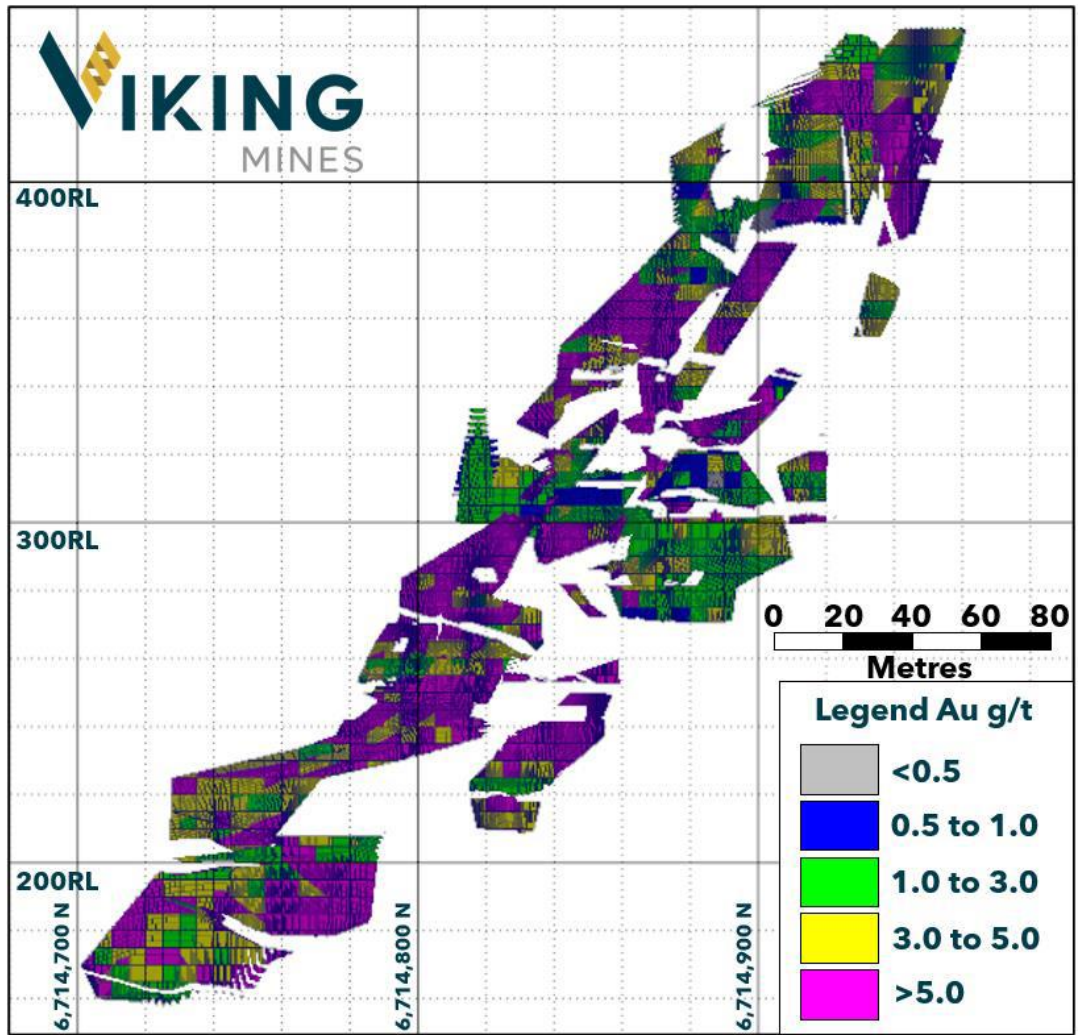 VIKING
MINES
400RL
300RL
200RL
6,714,700 N
6,714,800 N
6,714,900 N
0 20 40 60 80
Metres
Legend Au g/t
<0.5
0.5 to 1.0
1.0 to 3.0
3.0 to 5.0
>5.0